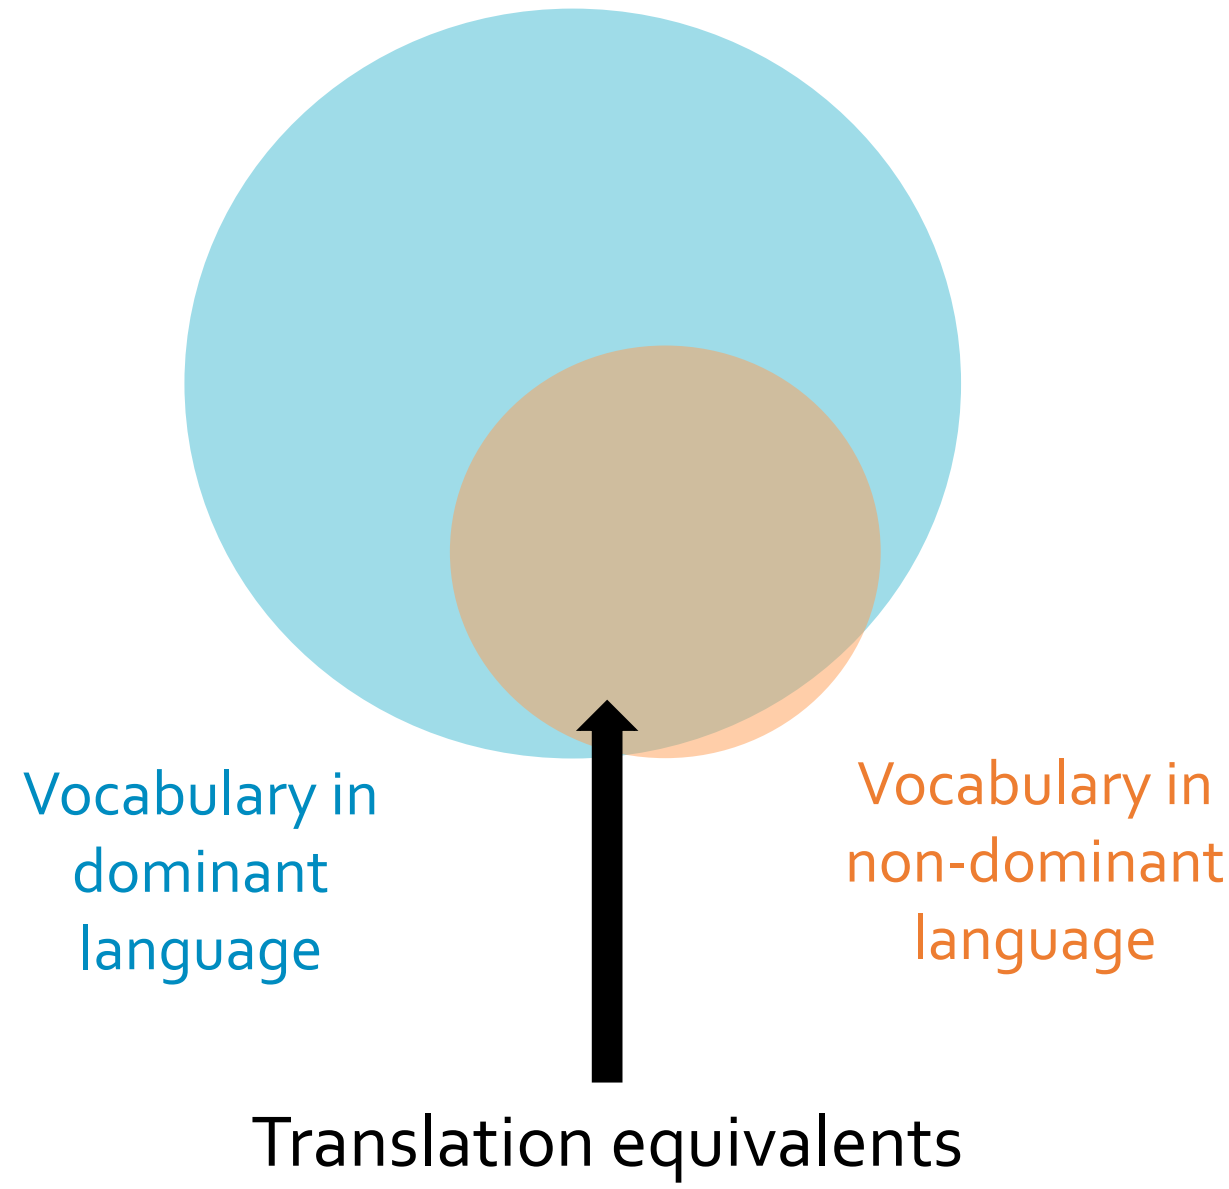 Vocabulary in
dominant
language
Vocabulary in
non-dominant
language
Translation equivalents